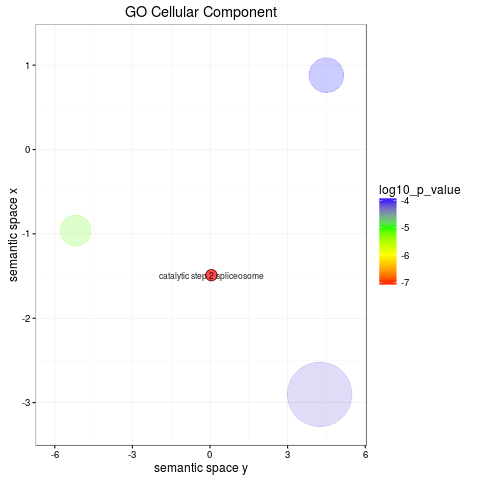 GO Cellular Component
1
0
-1
-2
-3
semantic space x
catalytic step 2 spliceosome
-6
-3
0
3
6
semantic space y
log10_p_value
-4
-5
-6
-7